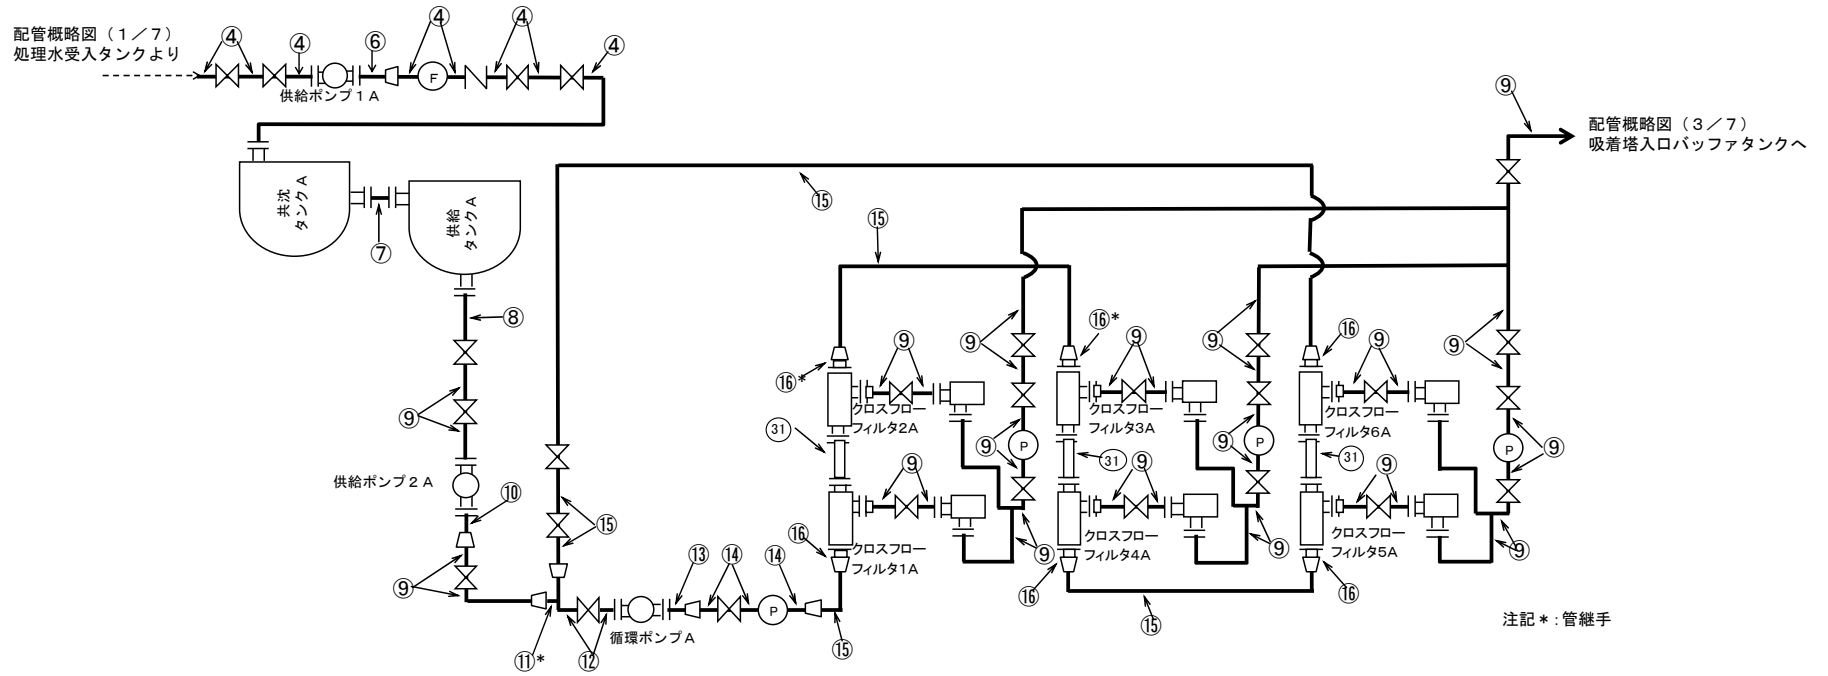 配管概略図（１／７）
処理水受入タンクより
④
④
⑥
④
④
④
F
供給ポンプ１A
⑨
配管概略図（３／７）
吸着塔入口バッファタンクへ
共沈
タンクA
供給
タンクA
⑦
⑧
⑮
⑮
⑨
供給ポンプ２A
⑩
⑨
⑪*
⑫
⑮
循環ポンプA
⑬
⑭
P
⑭
⑮
⑯*
⑨
クロスフロー
フィルタ2A
㉛
⑨
⑯
クロスフロー
フィルタ1A
⑨
⑨
P
⑨
⑯*
⑨
クロスフロー
フィルタ3A
㉛
⑨
クロスフロー
フィルタ4A
⑯
⑮
⑨
⑨
P
⑨
⑯
⑨
クロスフロー
フィルタ6A
㉛
⑨
クロスフロー
フィルタ5A
⑯
⑨
P
⑨
⑨
注記*：管継手